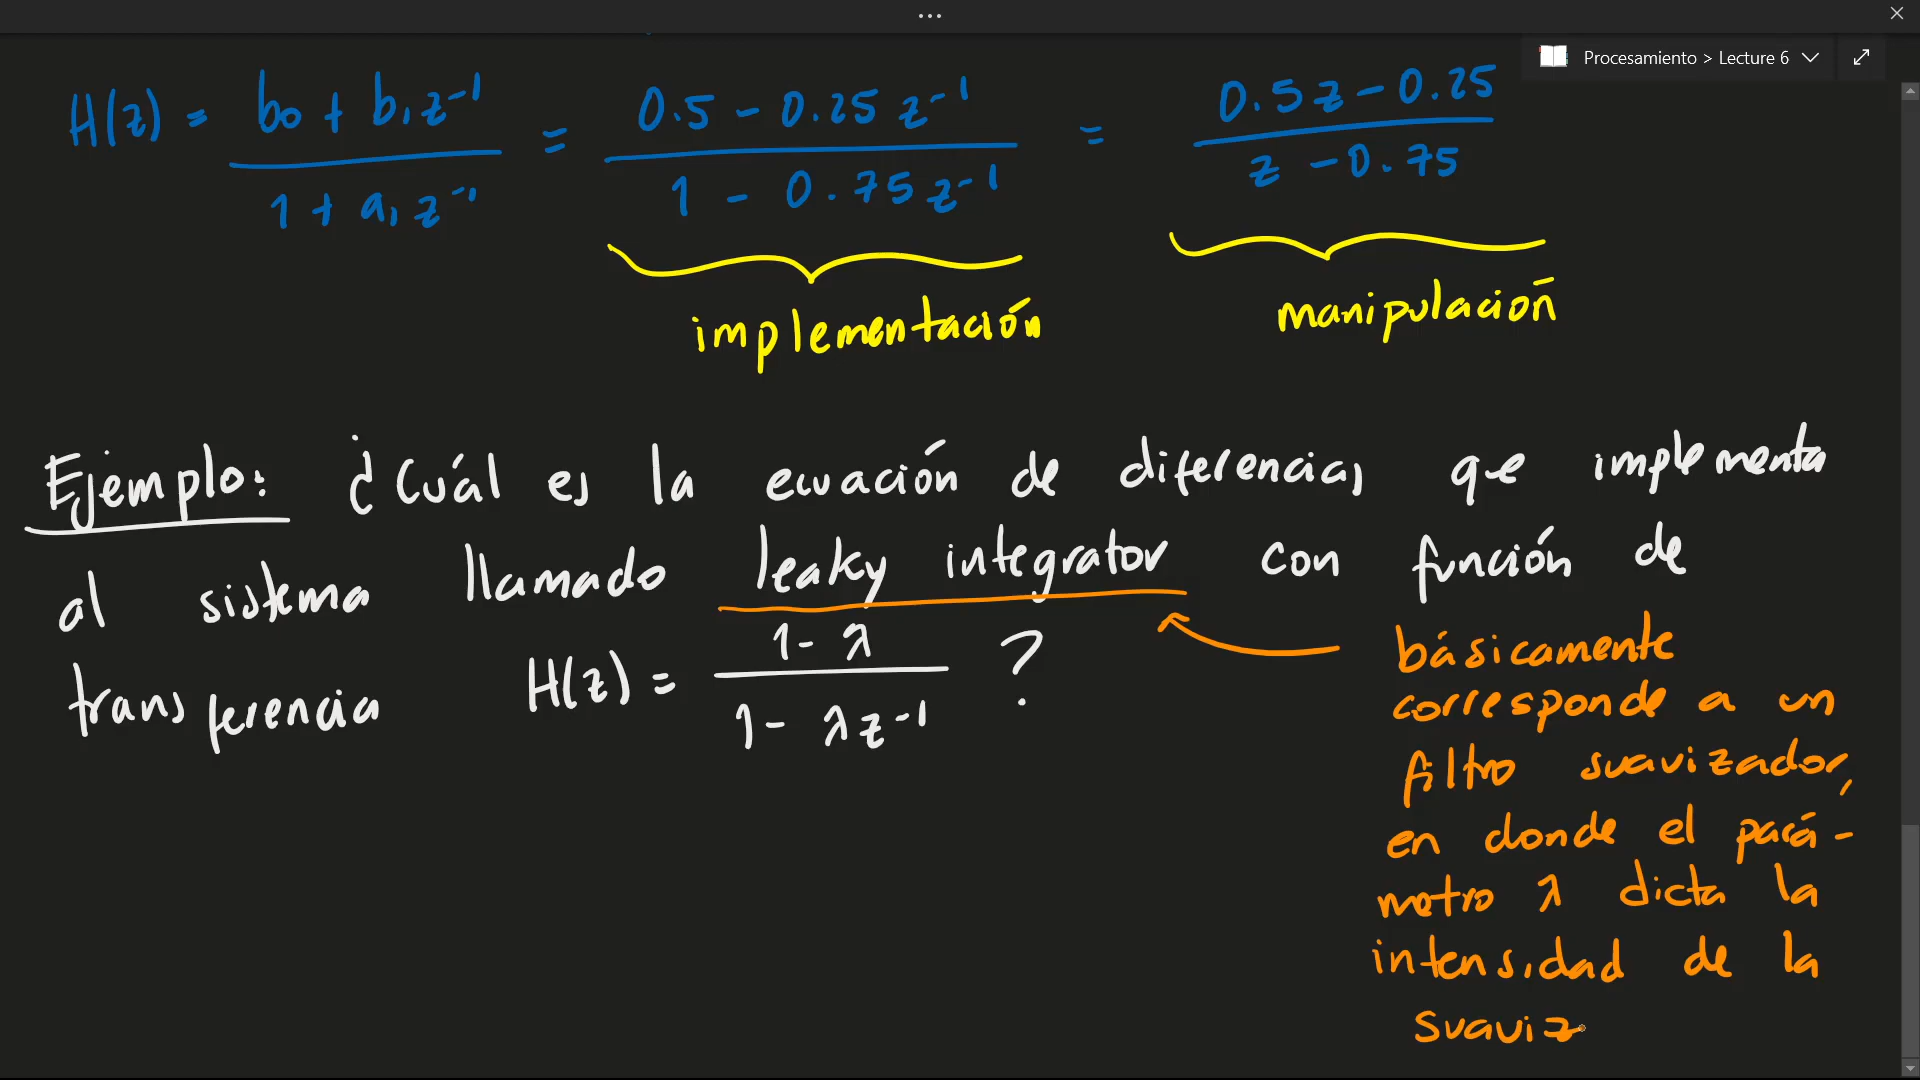 Procesamiento > Lecture 6
H(z) = (b₀ + b₁z⁻¹) / (1 + a₁z⁻¹) = (0.5 - 0.25z⁻¹) / (1 - 0.75z⁻¹) = (0.5z - 0.25) / (z - 0.75)
implementación manipulación
Ejemplo: ¿Cuál es la ecuación de diferencias que implementa
al sistema llamado leaky integrator con función de
transferencia H(z) = (1 - λ) / (1 - λz⁻¹) ?
básicamente
corresponde a un
filtro suavizador,
en donde el pará-
metro λ dicta la
intensidad de la
suaviz